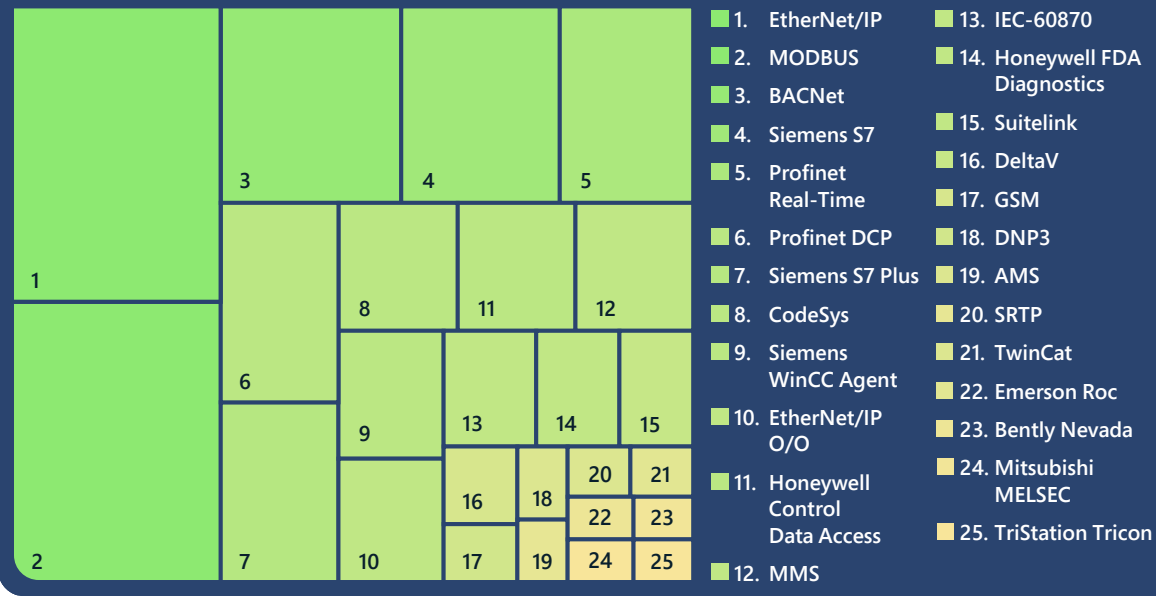 3
4
5
1
8
11
12
6
9
13
14
15
16
18
20
21
22
23
2
7
10
17
19
24
25
1. EtherNet/IP
2. MODBUS
3. BACNet
4. Siemens S7
5. Profinet
Real-Time
6. Profinet DCP
7. Siemens S7 Plus
8. CodeSys
9. Siemens
WinCC Agent
10. EtherNet/IP
O/O
11. Honeywell
Control
Data Access
12. MMS
13. IEC-60870
14. Honeywell FDA
Diagnostics
15. Suitelink
16. DeltaV
17. GSM
18. DNP3
19. AMS
20. SRTP
21. TwinCat
22. Emerson Roc
23. Bently Nevada
24. Mitsubishi
MELSEC
25. TriStation Tricon